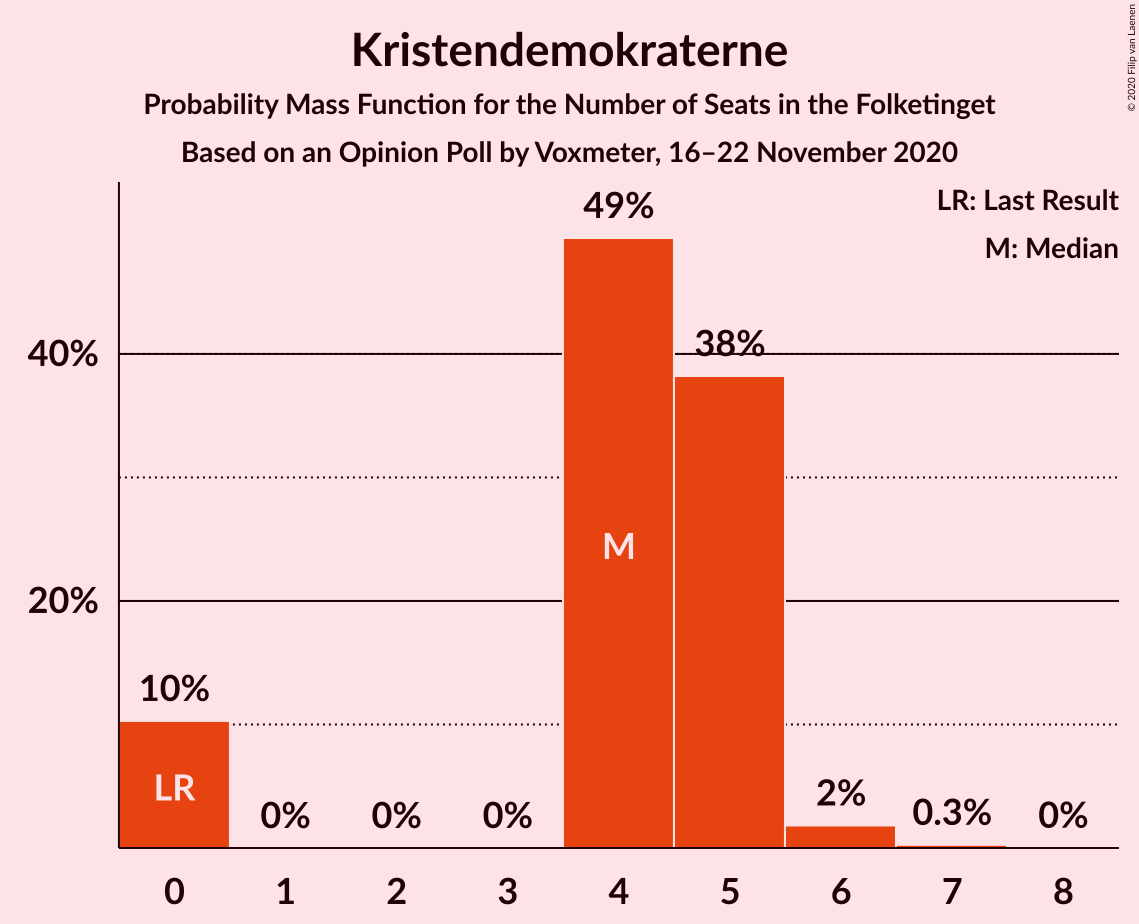 Kristendemokraterne
Probability Mass Function for the Number of Seats in the Folketinget
Based on an Opinion Poll by Voxmeter, 16–22 November 2020
© 2020 Filip van Laenen
LR: Last Result
M: Median
49%
38%
40%
M
20%
10%
LR
0%
0%
0%
2%
0.3%
0%
0 1 2 3 4 5 6 7 8